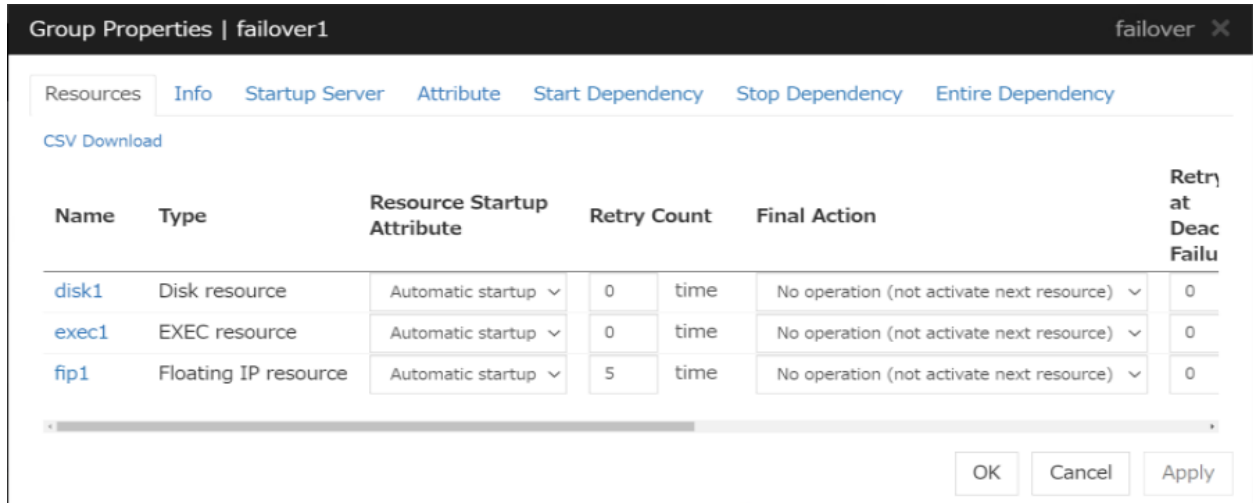 Group Properties | failover1 failover ×
Resources Info Startup Server Attribute Start Dependency Stop Dependency Entire Dependency
CSV Download
Name Type Resource Startup Attribute Retry Count Final Action Retry at Deac Failu
disk1 Disk resource Automatic startup 0 time No operation (not activate next resource) 0
exec1 EXEC resource Automatic startup 0 time No operation (not activate next resource) 0
fip1 Floating IP resource Automatic startup 5 time No operation (not activate next resource) 0
OK Cancel Apply